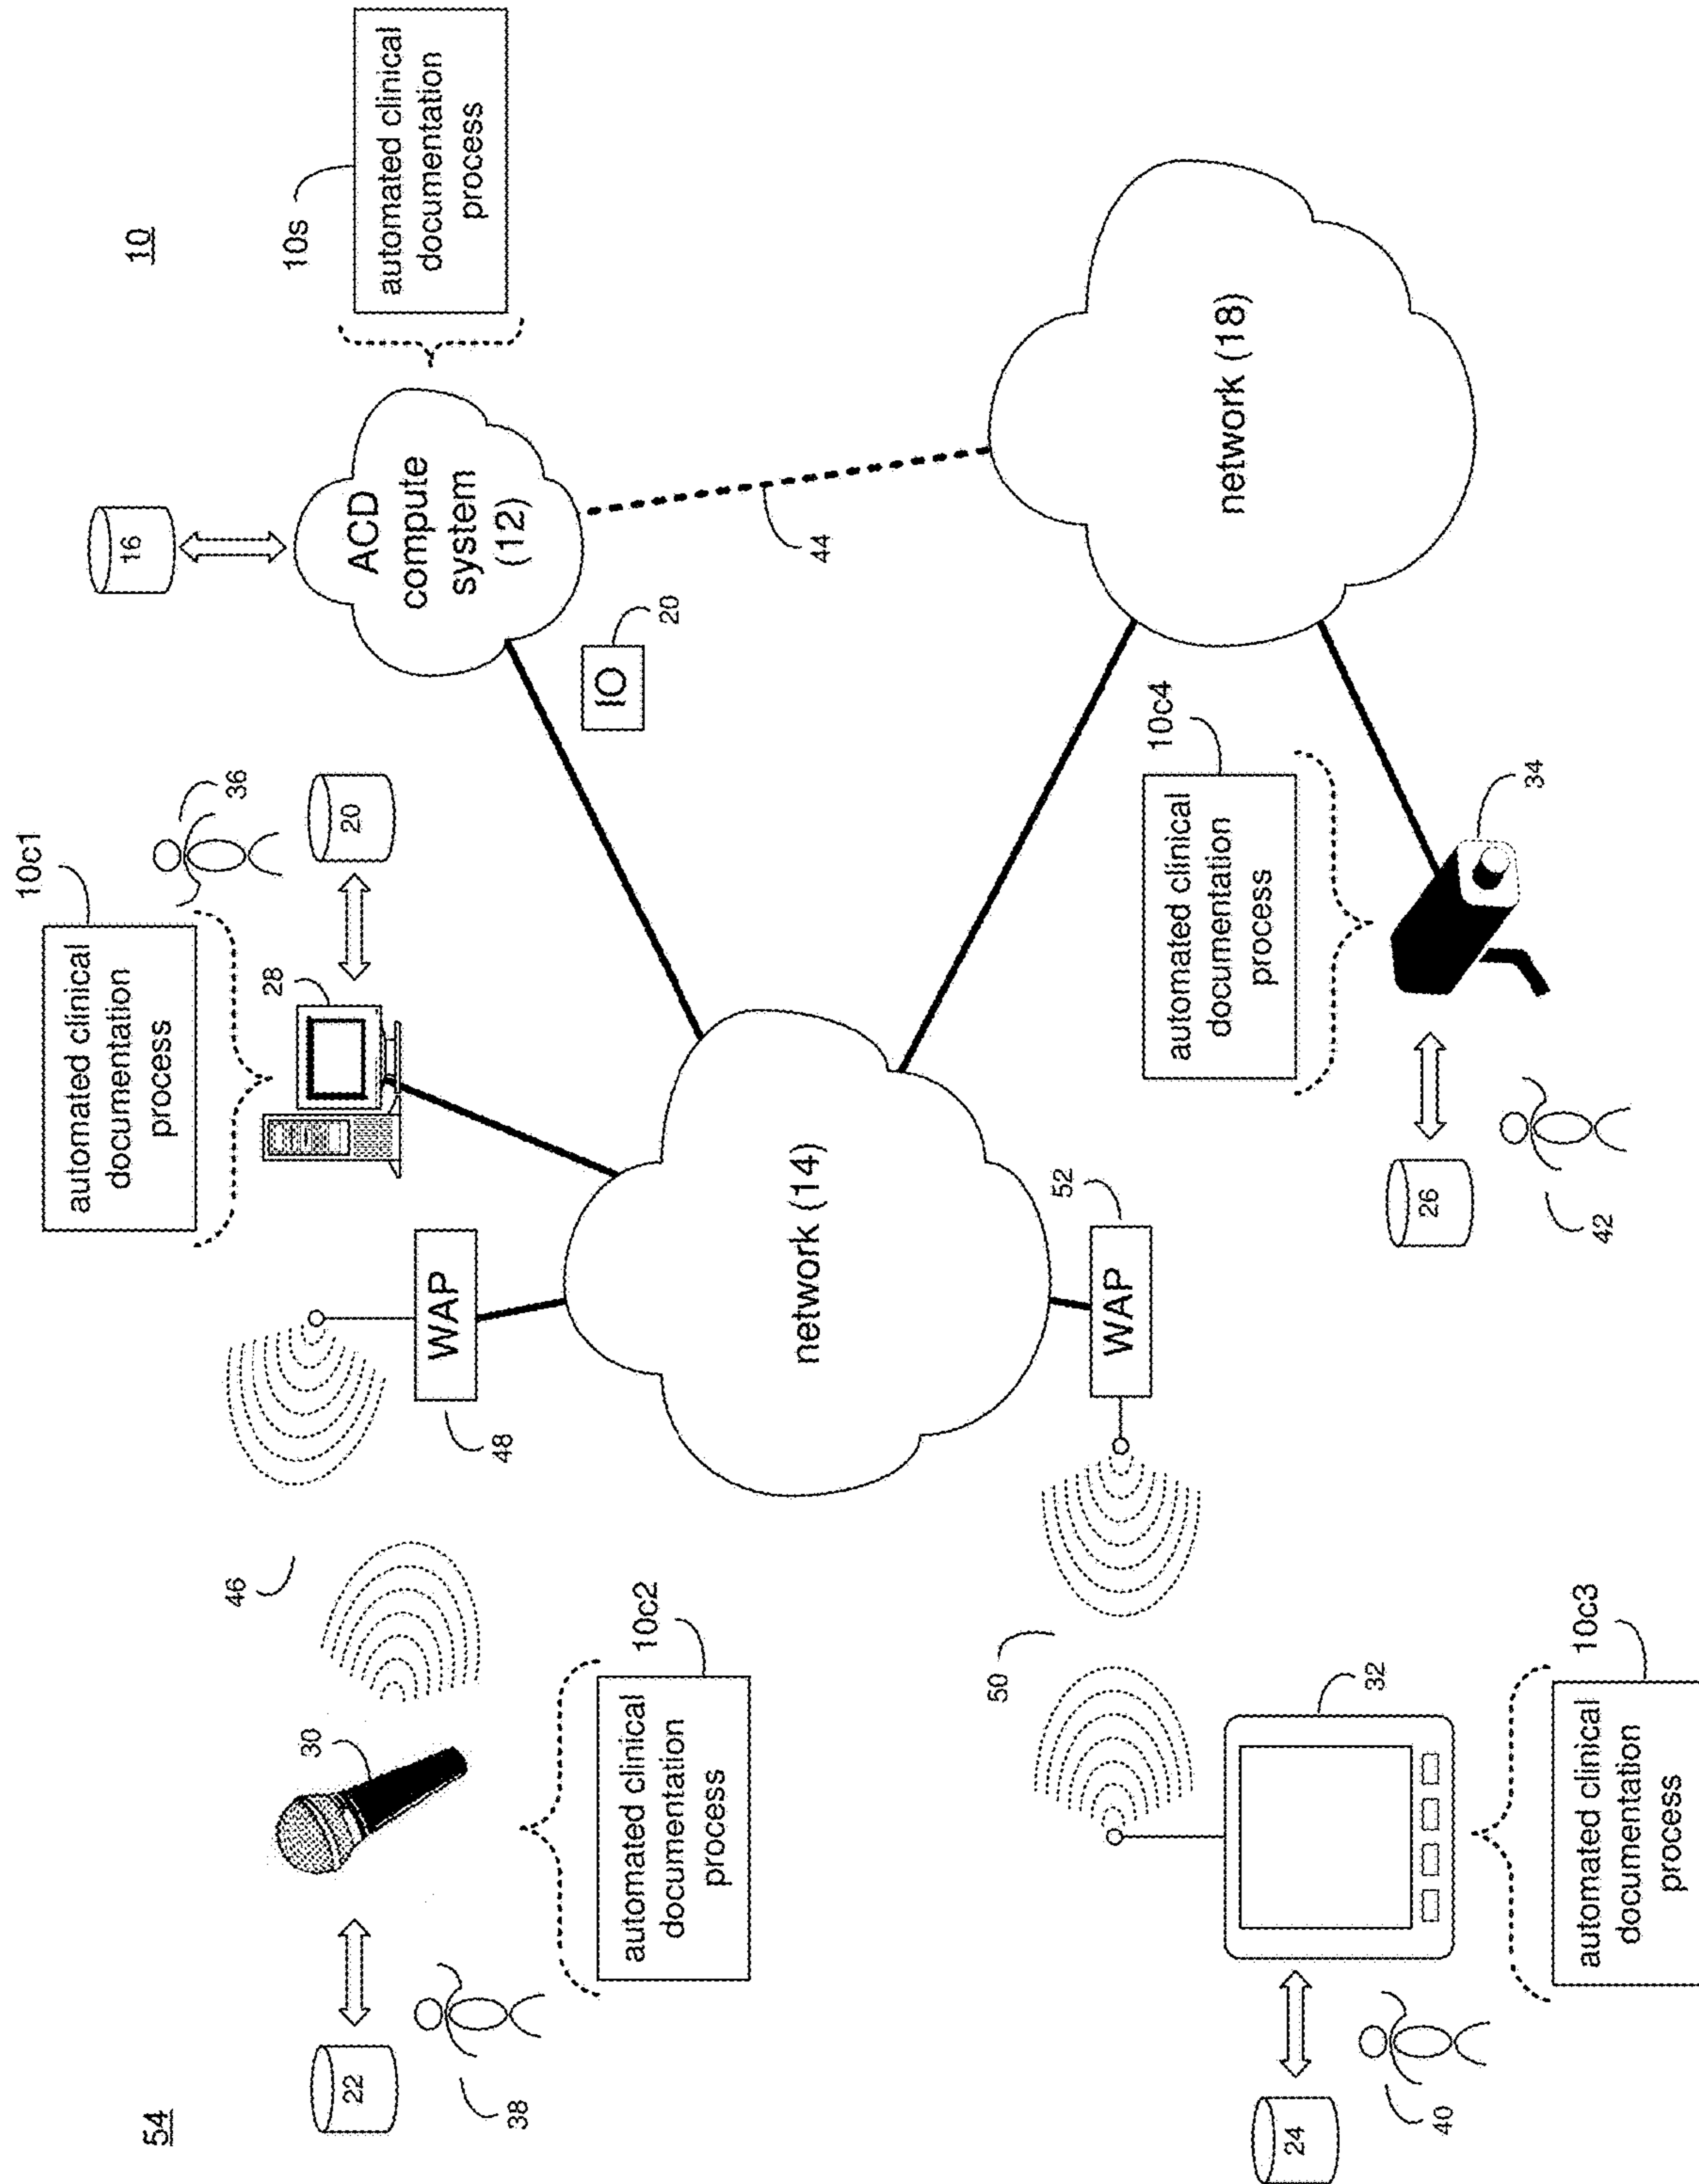 10c1
automated clinical
documentation
process
16
10
54
36
46
28
10s
30
22
20
automated clinical
documentation
process
ACD
compute
system
(12)
WAP
38
48
IO
20
10c2
automated clinical
documentation
process
network (14)
44
50
52
WAP
10c4
automated clinical
documentation
process
network (18)
24
32
40
26
34
42
10c3
automated clinical
documentation
process